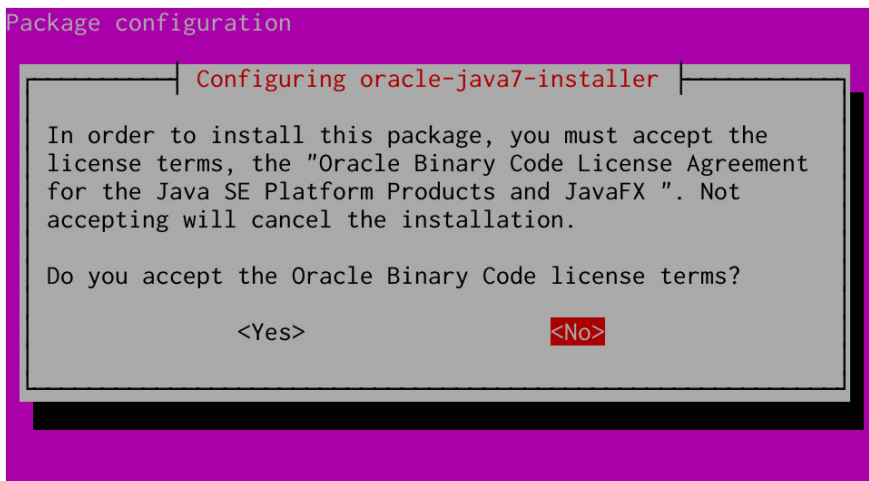 Package configuration
Configuring oracle-java7-installer
In order to install this package, you must accept the
license terms, the "Oracle Binary Code License Agreement
for the Java SE Platform Products and JavaFX ". Not
accepting will cancel the installation.
Do you accept the Oracle Binary Code license terms?
<Yes> <No>